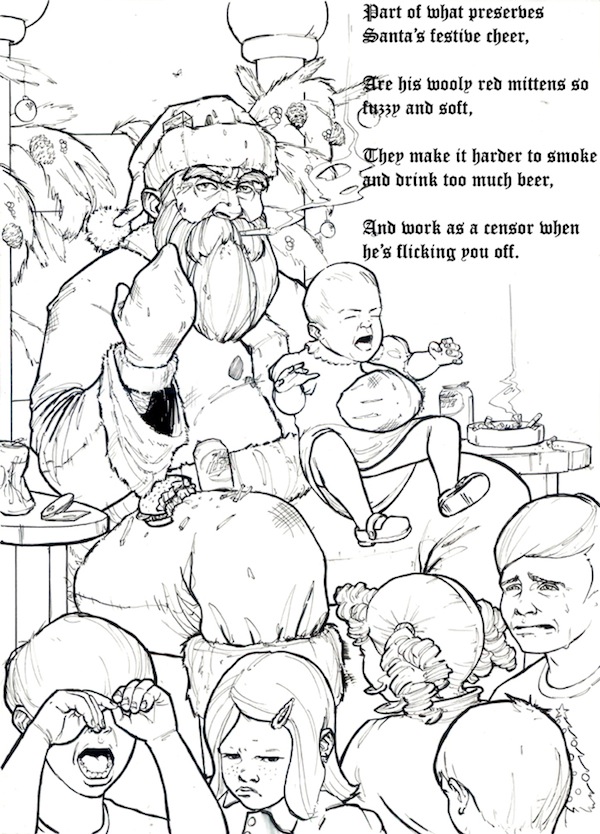 Part of what preserves
Santa's festive cheer,
Are his wooly red mittens so
fuzzy and soft,
They make it harder to smoke
and drink too much beer,
And work as a censor when
he's flicking you off.